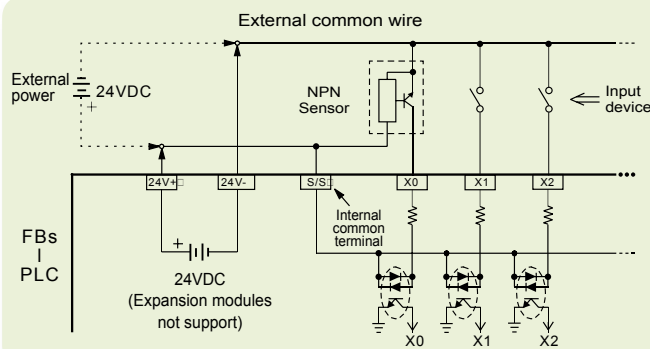 External common wire
External
power
+
24VDC
NPN
Sensor
Input
device
24V+
24V-
S/S
X0
X1
X2
Internal
common
terminal
FBs
I
PLC
+
24VDC
(Expansion modules
not support)
X0
X1
X2